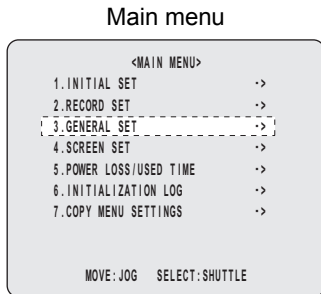 Main menu
<MAIN MENU>
1.INITIAL SET ->
2.RECORD SET ->
3.GENERAL SET ->
4.SCREEN SET ->
5.POWER LOSS/USED TIME ->
6.INITIALIZATION LOG ->
7.COPY MENU SETTINGS ->
MOVE:JOG SELECT:SHUTTLE